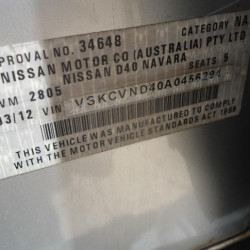 PROVAL NO. 34648 CATEGORY
NISSAN MOTOR CO (AUSTRALIA) PTY LTD
NISSAN D40 NAVARA SEATS 5
VM 2805
03/12 VIN VSKCVND40A0456294
THIS VEHICLE WAS MANUFACTURED TO COMPLY
WITH THE MOTOR VEHICLE STANDARDS ACT 1989